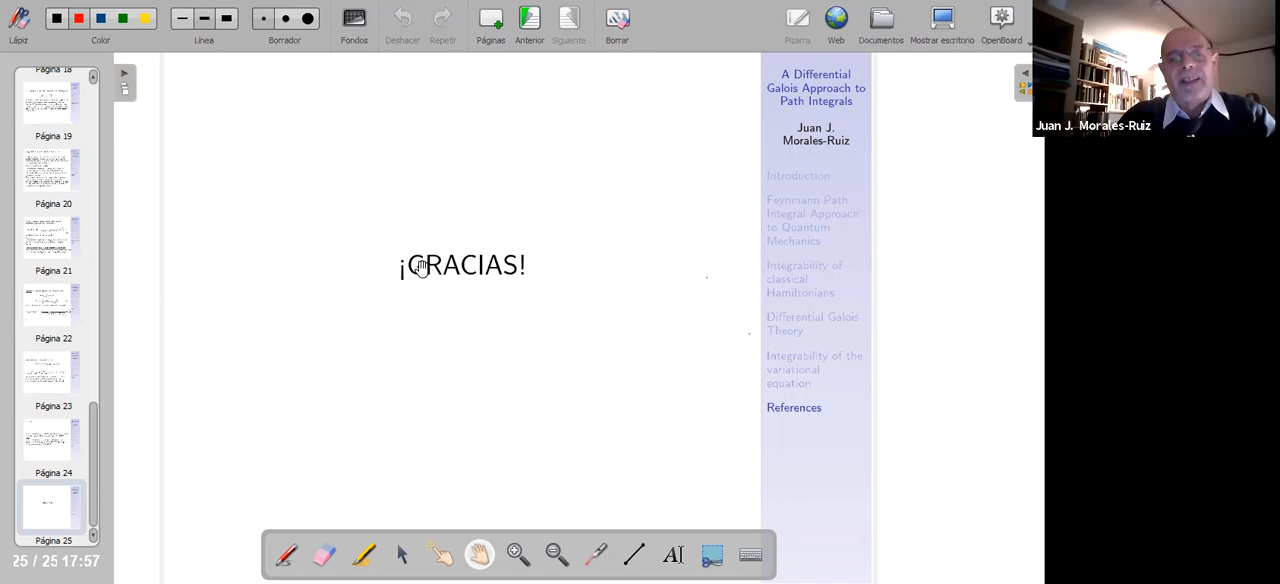 Lápiz
Color
Línea
Borrador
Fondos
Deshacer
Repetir
Páginas
Anterior
Siguiente
Borrar
Pizarra
Web
Documentos
Mostrar escritorio
OpenBoard
Página 18
Página 19
Página 20
Página 21
Página 22
Página 23
Página 24
Página 25
25 / 25 17:57
¡GRACIAS!
A Differential
Galois Approach to
Path Integrals
Juan J.
Morales-Ruiz
Introduction
Feynmann Path
Integral Approach
to Quantum
Mechanics
Integrability of
classical
Hamiltonians
Differential Galois
Theory
Integrability of the
variational
equation
References
Juan J. Morales-Ruiz